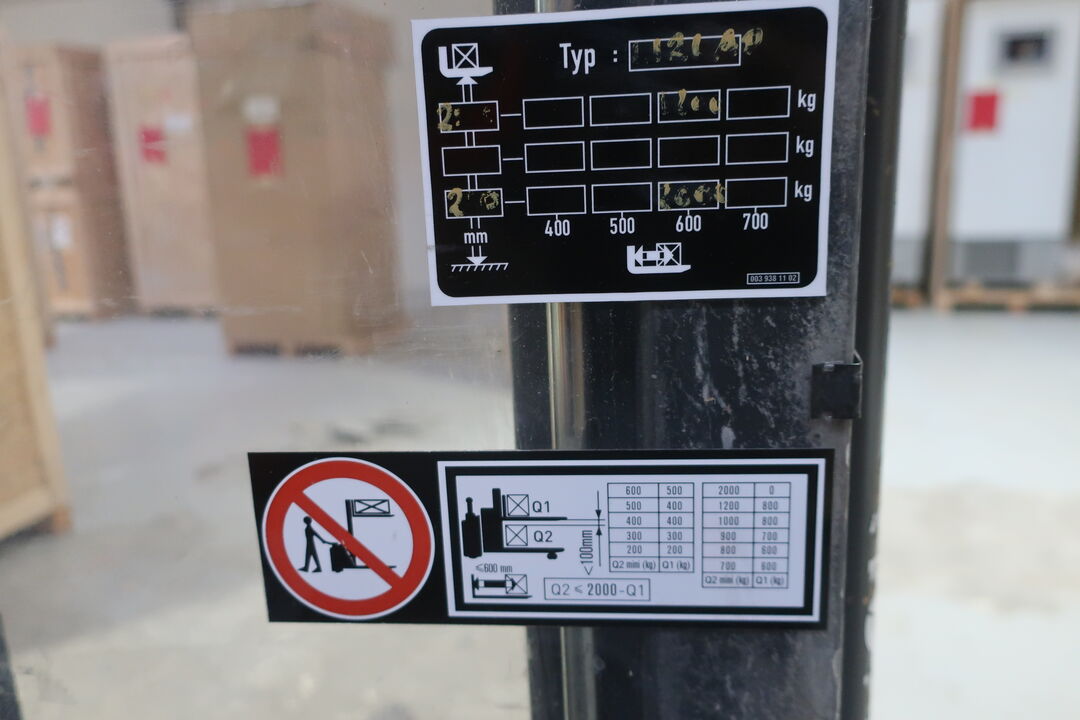 Typ :
kg
kg
kg
400 500 600 700
mm
003 938 11 02
Q1
Q2
<100mm
≤600 mm
Q2 ≤ 2000-Q1
600 500
500 400
400 400
300 300
200 200
Q2 mini (kg) Q1 (kg)
2000 0
1200 800
1000 800
900 700
800 600
700 600
Q2 mini (kg) Q1 (kg)